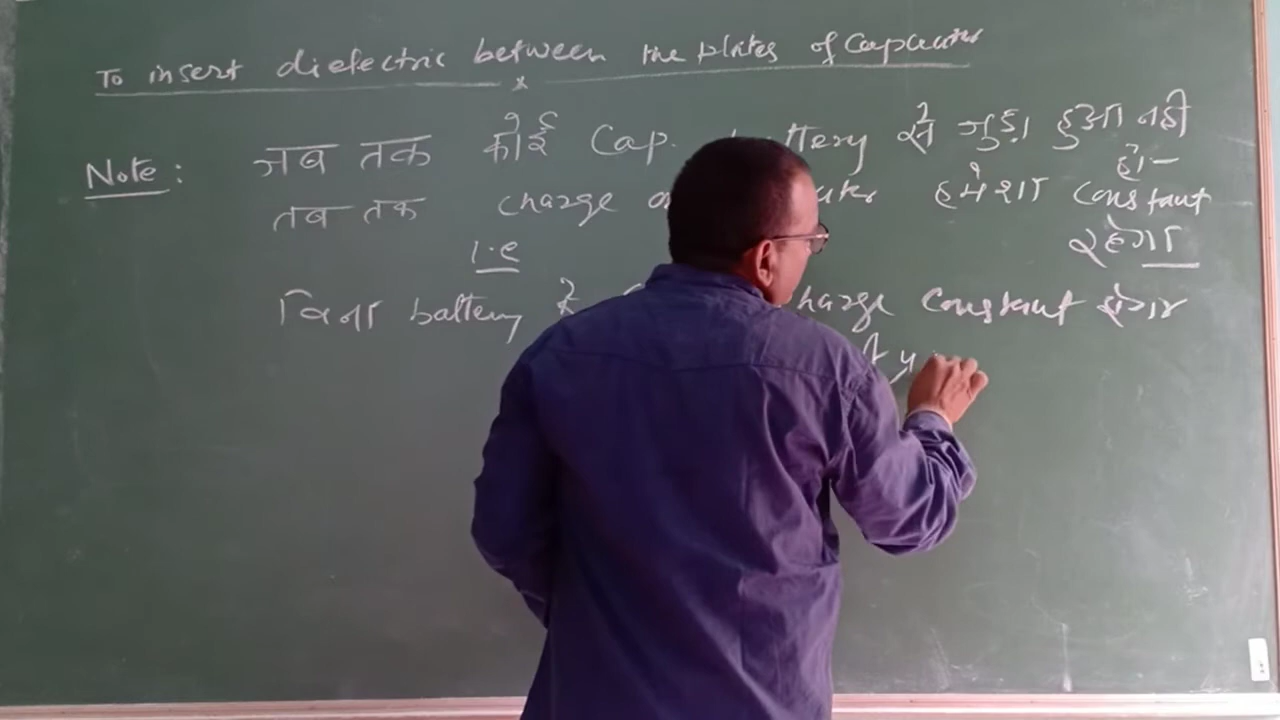 To insert dielectric between the plates of Capacitor
Note: जब तक कोई Cap. battery से जुड़ा हुआ नही
हो-
तब तक charge हमेशा constant
रहेगा
i.e
बिना battery के charge constant होगा